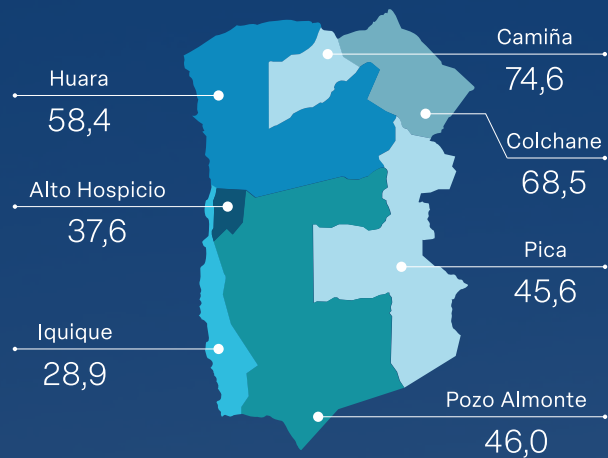 Camiña
74,6
Huara
58,4
Colchane
68,5
Alto Hospicio
37,6
Pica
45,6
Iquique
28,9
Pozo Almonte
46,0